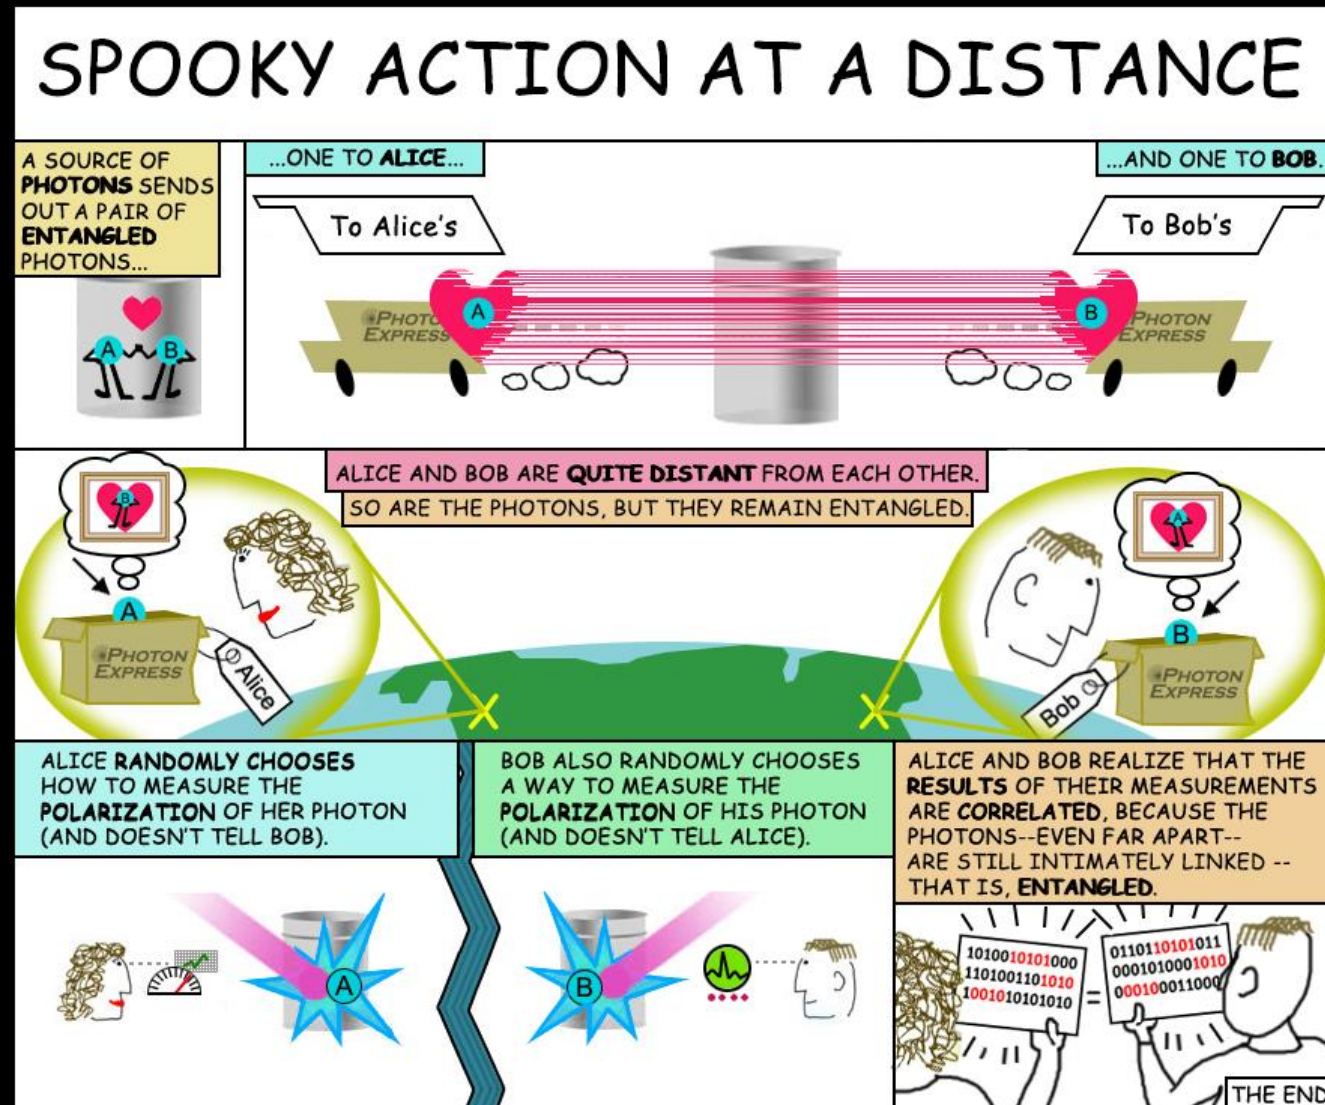 SPOOKY ACTION AT A DISTANCE
A SOURCE OF
PHOTONS SENDS
OUT A PAIR OF
ENTANGLED
PHOTONS...
A B
...ONE TO ALICE...
...AND ONE TO BOB.
To Alice's
To Bob's
PHOTO
EXPRESS
A
B
PHOTON
EXPRESS
ALICE AND BOB ARE QUITE DISTANT FROM EACH OTHER.
SO ARE THE PHOTONS, BUT THEY REMAIN ENTANGLED.
B
A
PHOTON
EXPRESS
Alice
A
B
PHOTON
EXPRESS
Bob
ALICE RANDOMLY CHOOSES
HOW TO MEASURE THE
POLARIZATION OF HER PHOTON
(AND DOESN'T TELL BOB).
A
BOB ALSO RANDOMLY CHOOSES
A WAY TO MEASURE THE
POLARIZATION OF HIS PHOTON
(AND DOESN'T TELL ALICE).
B
ALICE AND BOB REALIZE THAT THE
RESULTS OF THEIR MEASUREMENTS
ARE CORRELATED, BECAUSE THE
PHOTONS--EVEN FAR APART--
ARE STILL INTIMATELY LINKED --
THAT IS, ENTANGLED.
1010010101000
1101001101010
1001010101010
=
0110110101011
0001010001010
0001000110000
THE END